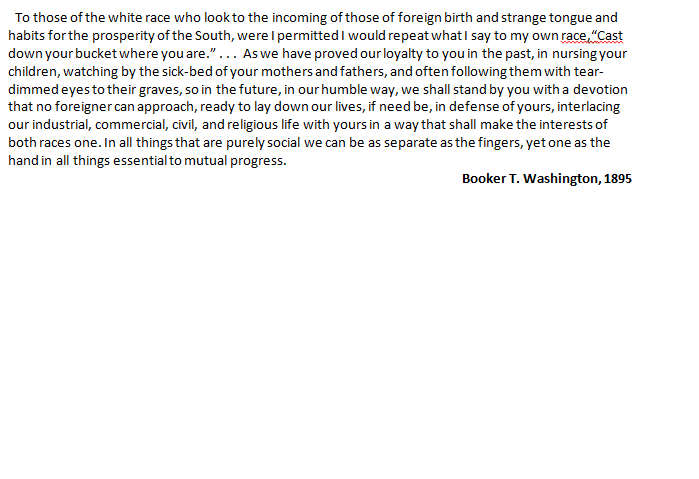 To those of the white race who look to the incoming of those of foreign birth and strange tongue and
habits for the prosperity of the South, were I permitted I would repeat what I say to my own race,“Cast
down your bucket where you are.” . . .  As we have proved our loyalty to you in the past, in nursing your
children, watching by the sick-bed of your mothers and fathers, and often following them with tear-
dimmed eyes to their graves, so in the future, in our humble way, we shall stand by you with a devotion
that no foreigner can approach, ready to lay down our lives, if need be, in defense of yours, interlacing
our industrial, commercial, civil, and religious life with yours in a way that shall make the interests of
both races one. In all things that are purely social we can be as separate as the fingers, yet one as the
hand in all things essential to mutual progress.
Booker T. Washington, 1895